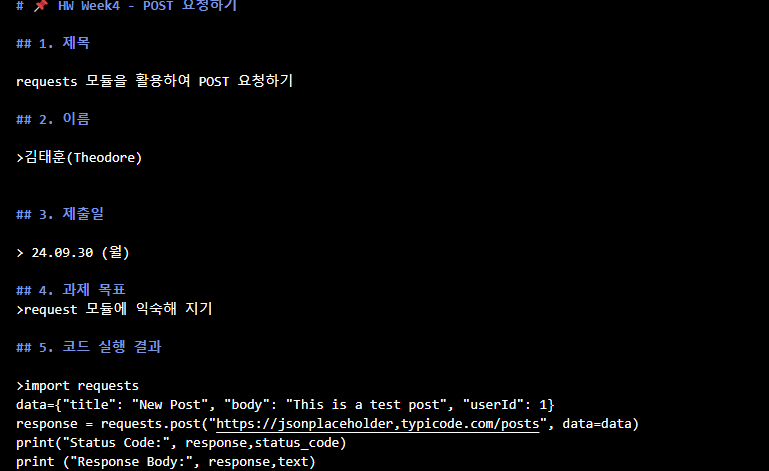 # 📌 HW Week4 - POST 요청하기
## 1. 제목
requests 모듈을 활용하여 POST 요청하기
## 2. 이름
>김태훈(Theodore)
## 3. 제출일
> 24.09.30 (월)
## 4. 과제 목표
>request 모듈에 익숙해 지기
## 5. 코드 실행 결과
>import requests
data={"title": "New Post", "body": "This is a test post", "userId": 1}
response = requests.post("https://jsonplaceholder,typicode.com/posts", data=data)
print("Status Code:", response,status_code)
print ("Response Body:", response,text)